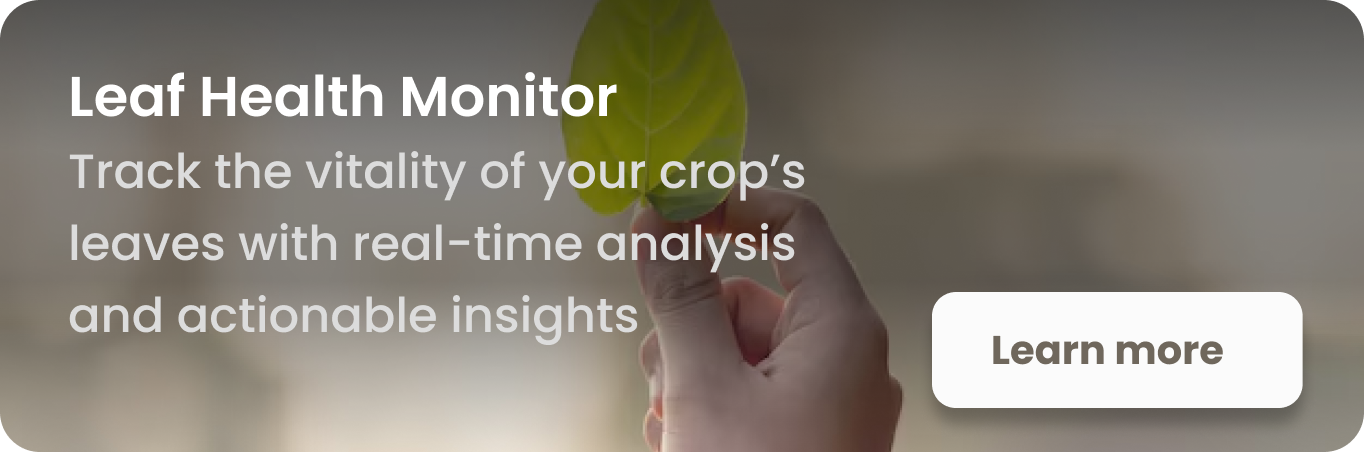 Leaf Health Monitor
Track the vitality of your crop’s
leaves with real-time analysis
and actionable insights
Learn more